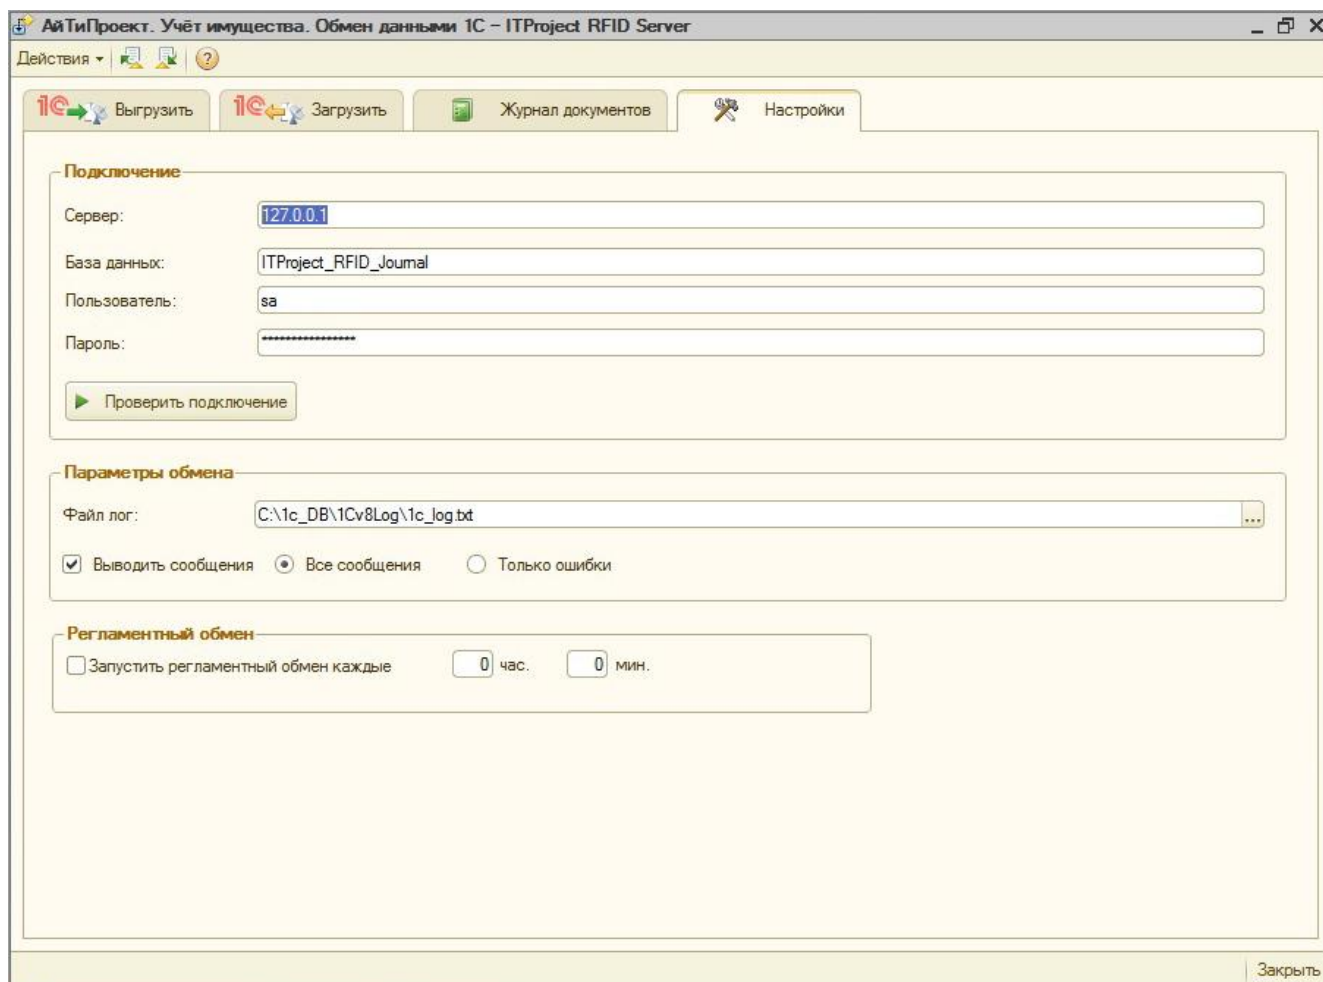 АйТиПроект. Учёт имущества. Обмен данными 1С – ITProject RFID Server
Действия
1С Выгрузить 1С Загрузить Журнал документов Настройки
Подключение
Сервер: 127.0.0.1
База данных: ITProject_RFID_Journal
Пользователь: sa
Пароль: ****************
Проверить подключение
Параметры обмена
Файл лог: C:\1c_DB\1Cv8Log\1c_log.txt ...
Выводить сообщения Все сообщения Только ошибки
Регламентный обмен
Запустить регламентный обмен каждые 0 час. 0 мин.
Закрыть